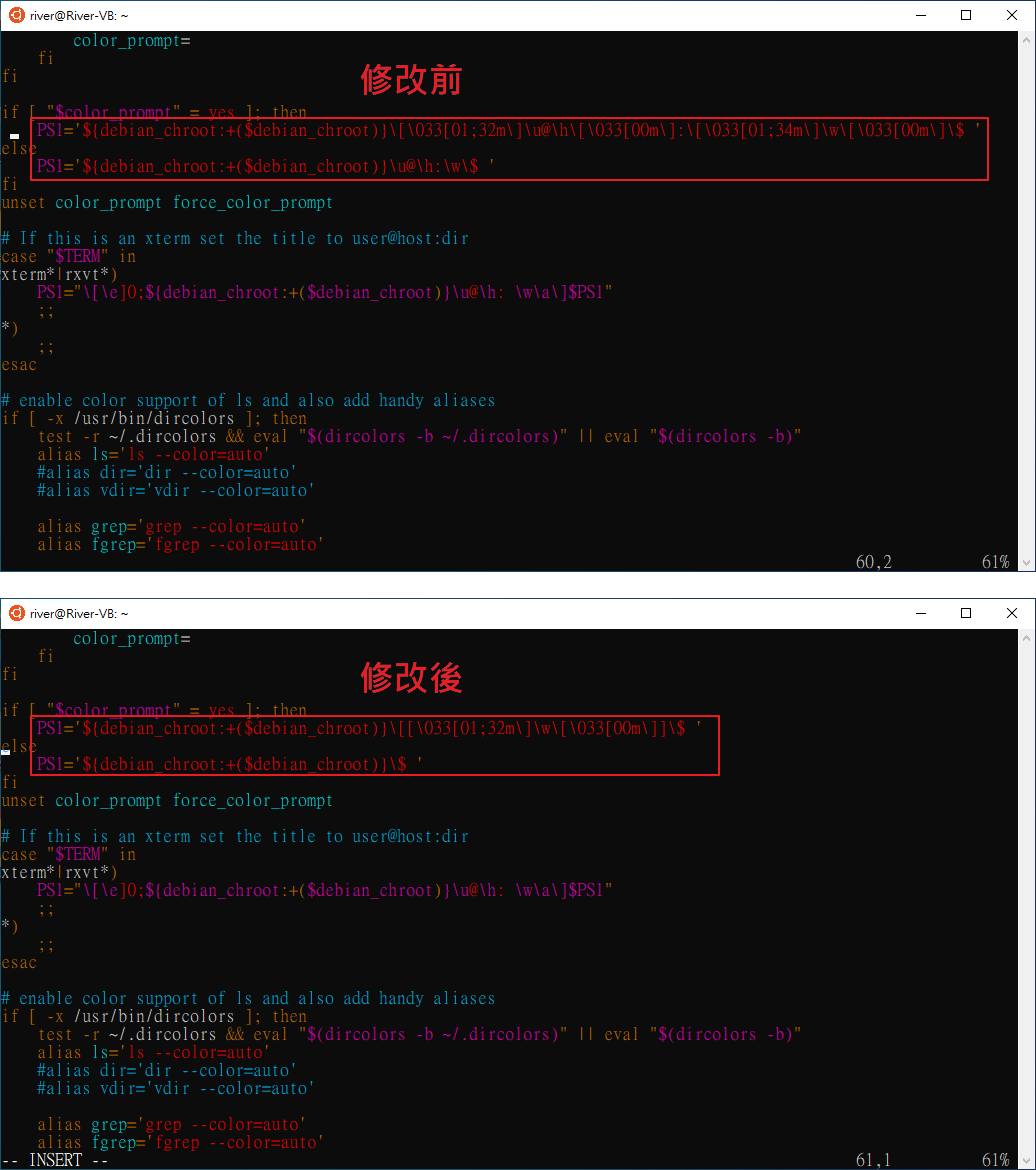 river@River-VB: ~
        color_prompt=
    fi
fi
修改前
if [ "$color_prompt" = yes ]; then
    PS1='${debian_chroot:+($debian_chroot)}\[\033[01;32m\]\u@\h\[\033[00m\]:\[\033[01;34m\]\w\[\033[00m\]\$ '
else
    PS1='${debian_chroot:+($debian_chroot)}\u@\h:\w\$ '
fi
unset color_prompt force_color_prompt
# If this is an xterm set the title to user@host:dir
case "$TERM" in
xterm*|rxvt*)
    PS1="\[\e]0;${debian_chroot:+($debian_chroot)}\u@\h: \w\a\]$PS1"
    ;;
*)
    ;;
esac
# enable color support of ls and also add handy aliases
if [ -x /usr/bin/dircolors ]; then
    test -r ~/.dircolors && eval "$(dircolors -b ~/.dircolors)" || eval "$(dircolors -b)"
    alias ls='ls --color=auto'
    #alias dir='dir --color=auto'
    #alias vdir='vdir --color=auto'
    alias grep='grep --color=auto'
    alias fgrep='fgrep --color=auto'
60,2 61%
river@River-VB: ~
        color_prompt=
    fi
fi
修改後
if [ "$color_prompt" = yes ]; then
    PS1='${debian_chroot:+($debian_chroot)}\[[\033[01;32m\]\w\[\033[00m\]]\$ '
else
    PS1='${debian_chroot:+($debian_chroot)}\$ '
fi
unset color_prompt force_color_prompt
# If this is an xterm set the title to user@host:dir
case "$TERM" in
xterm*|rxvt*)
    PS1="\[\e]0;${debian_chroot:+($debian_chroot)}\u@\h: \w\a\]$PS1"
    ;;
*)
    ;;
esac
# enable color support of ls and also add handy aliases
if [ -x /usr/bin/dircolors ]; then
    test -r ~/.dircolors && eval "$(dircolors -b ~/.dircolors)" || eval "$(dircolors -b)"
    alias ls='ls --color=auto'
    #alias dir='dir --color=auto'
    #alias vdir='vdir --color=auto'
    alias grep='grep --color=auto'
    alias fgrep='fgrep --color=auto'
-- INSERT -- 61,1 61%